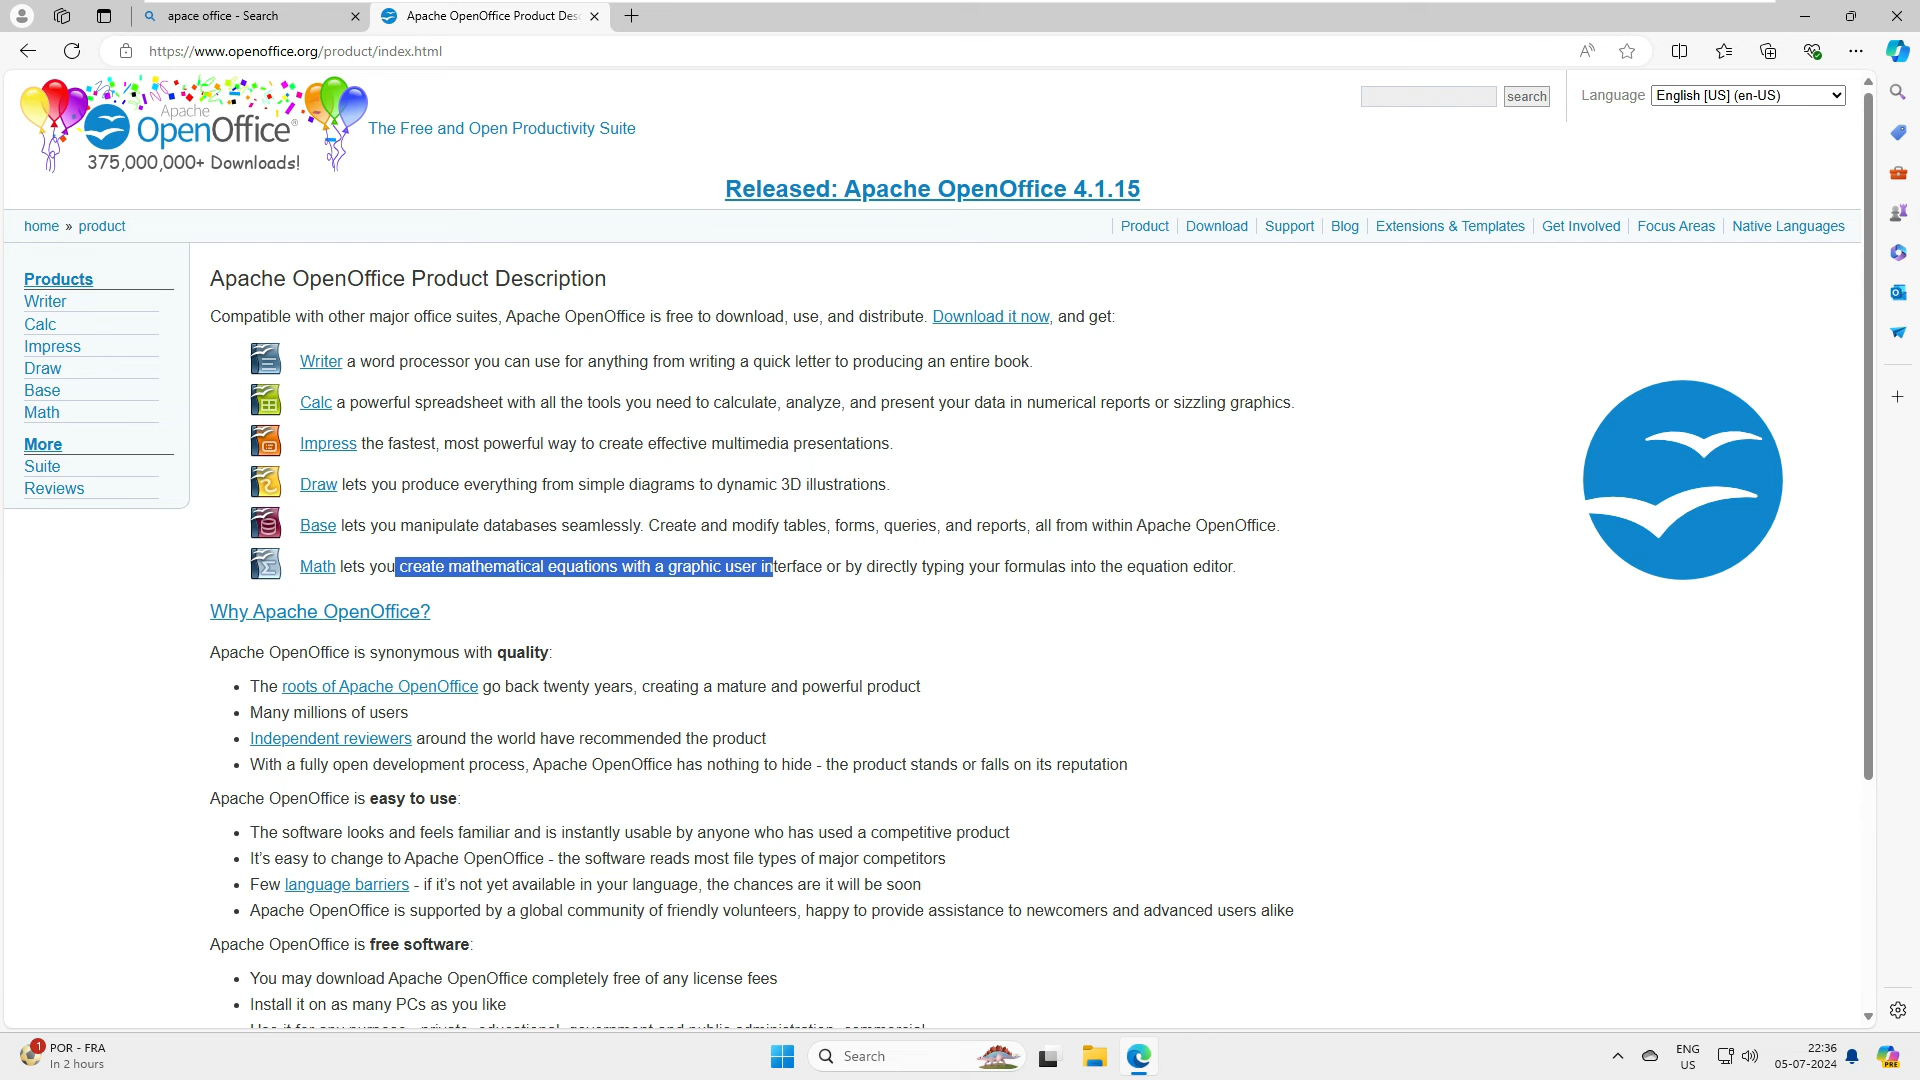 apace office - Search
Apache OpenOffice Product Des
https://www.openoffice.org/product/index.html
Apache
OpenOffice®
375,000,000+ Downloads!
The Free and Open Productivity Suite
search
Language English [US] (en-US)
Released: Apache OpenOffice 4.1.15
home » product
Product Download Support Blog Extensions & Templates Get Involved Focus Areas Native Languages
Products
Writer
Calc
Impress
Draw
Base
Math
More
Suite
Reviews
Apache OpenOffice Product Description
Compatible with other major office suites, Apache OpenOffice is free to download, use, and distribute. Download it now, and get:
Writer a word processor you can use for anything from writing a quick letter to producing an entire book.
Calc a powerful spreadsheet with all the tools you need to calculate, analyze, and present your data in numerical reports or sizzling graphics.
Impress the fastest, most powerful way to create effective multimedia presentations.
Draw lets you produce everything from simple diagrams to dynamic 3D illustrations.
Base lets you manipulate databases seamlessly. Create and modify tables, forms, queries, and reports, all from within Apache OpenOffice.
Math lets you create mathematical equations with a graphic user interface or by directly typing your formulas into the equation editor.
Why Apache OpenOffice?
Apache OpenOffice is synonymous with quality:
• The roots of Apache OpenOffice go back twenty years, creating a mature and powerful product
• Many millions of users
• Independent reviewers around the world have recommended the product
• With a fully open development process, Apache OpenOffice has nothing to hide - the product stands or falls on its reputation
Apache OpenOffice is easy to use:
• The software looks and feels familiar and is instantly usable by anyone who has used a competitive product
• It's easy to change to Apache OpenOffice - the software reads most file types of major competitors
• Few language barriers - if it's not yet available in your language, the chances are it will be soon
• Apache OpenOffice is supported by a global community of friendly volunteers, happy to provide assistance to newcomers and advanced users alike
Apache OpenOffice is free software:
• You may download Apache OpenOffice completely free of any license fees
• Install it on as many PCs as you like
1
POR - FRA
In 2 hours
Search
ENG
US
22:36
05-07-2024
PRE